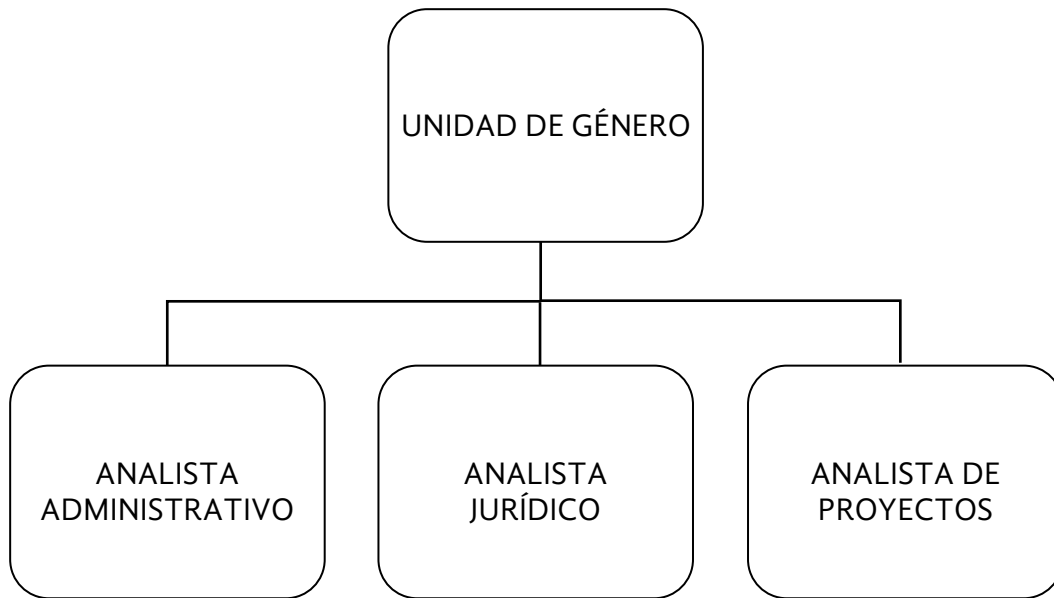 UNIDAD DE GÉNERO
ANALISTA
ADMINISTRATIVO
ANALISTA
JURÍDICO
ANALISTA DE
PROYECTOS